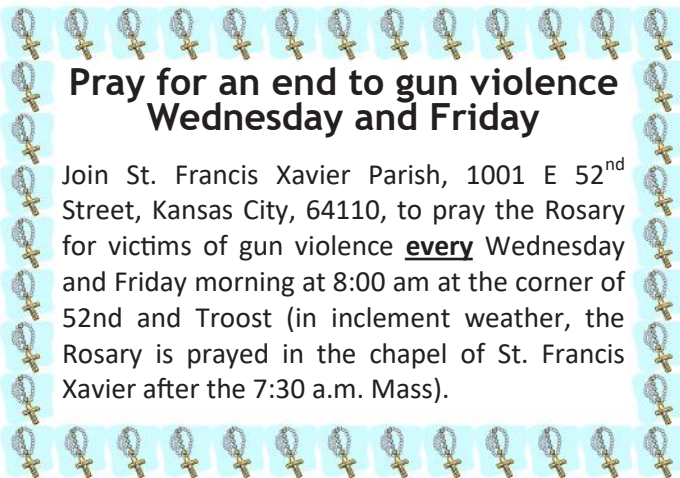 Pray for an end to gun violence
Wednesday and Friday
Join St. Francis Xavier Parish, 1001 E 52nd
Street, Kansas City, 64110, to pray the Rosary
for victims of gun violence every Wednesday
and Friday morning at 8:00 am at the corner of
52nd and Troost (in inclement weather, the
Rosary is prayed in the chapel of St. Francis
Xavier after the 7:30 a.m. Mass).